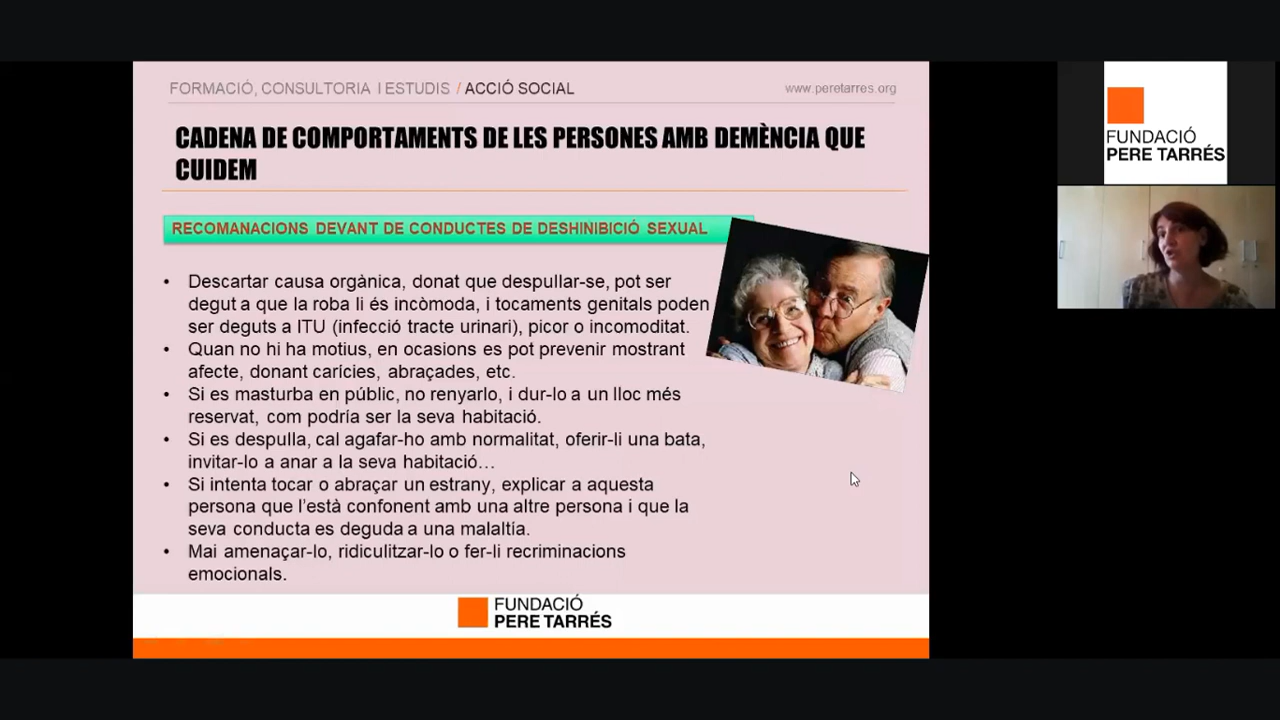 FORMACIÓ, CONSULTORIA I ESTUDIS / ACCIÓ SOCIAL
www.peretarres.org
CADENA DE COMPORTAMENTS DE LES PERSONES AMB DEMÈNCIA QUE
CUIDEM
RECOMANACIONS DEVANT DE CONDUCTES DE DESHINIBICIÓ SEXUAL
• Descartar causa orgànica, donat que despullar-se, pot ser
degut a que la roba li és incòmoda, i tocaments genitals poden
ser deguts a ITU (infecció tracte urinari), picor o incomoditat.
• Quan no hi ha motius, en ocasions es pot prevenir mostrant
afecte, donant carícies, abraçades, etc.
• Si es masturba en públic, no renyarlo, i dur-lo a un lloc més
reservat, com podría ser la seva habitació.
• Si es despulla, cal agafar-ho amb normalitat, oferir-li una bata,
invitar-lo a anar a la seva habitació…
• Si intenta tocar o abraçar un estrany, explicar a aquesta
persona que l’està confonent amb una altre persona i que la
seva conducta es deguda a una malaltía.
• Mai amenaçar-lo, ridiculitzar-lo o fer-li recriminacions
emocionals.
FUNDACIÓ
PERE TARRÉS
FUNDACIÓ
PERE TARRÉS